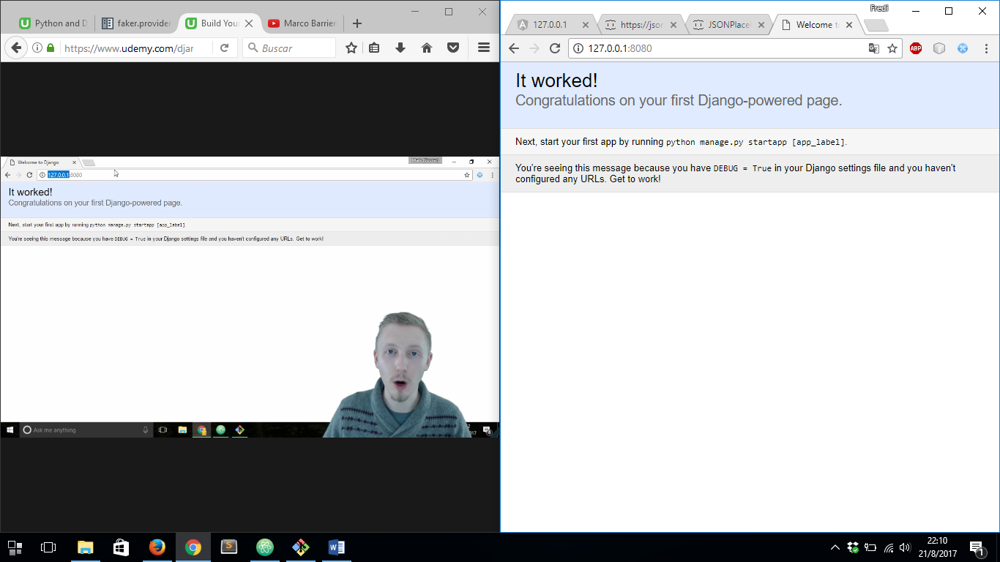 Python and D
faker.provider
Build You
Marco Barrier
https://www.udemy.com/djar
Buscar
Welcome to Django
127.0.0.1:8080
It worked!
Congratulations on your first Django-powered page.
Next, start your first app by running python manage.py startapp [app_label].
You're seeing this message because you have DEBUG = True in your Django settings file and you haven't configured any URLs. Get to work!
Ask me anything
Fredi
127.0.0.1
https://json
JSONPlace
Welcome to
127.0.0.1:8080
ABP
It worked!
Congratulations on your first Django-powered page.
Next, start your first app by running python manage.py startapp [app_label].
You're seeing this message because you have DEBUG = True in your Django settings file and you haven't
configured any URLs. Get to work!
22:10
21/8/2017
1